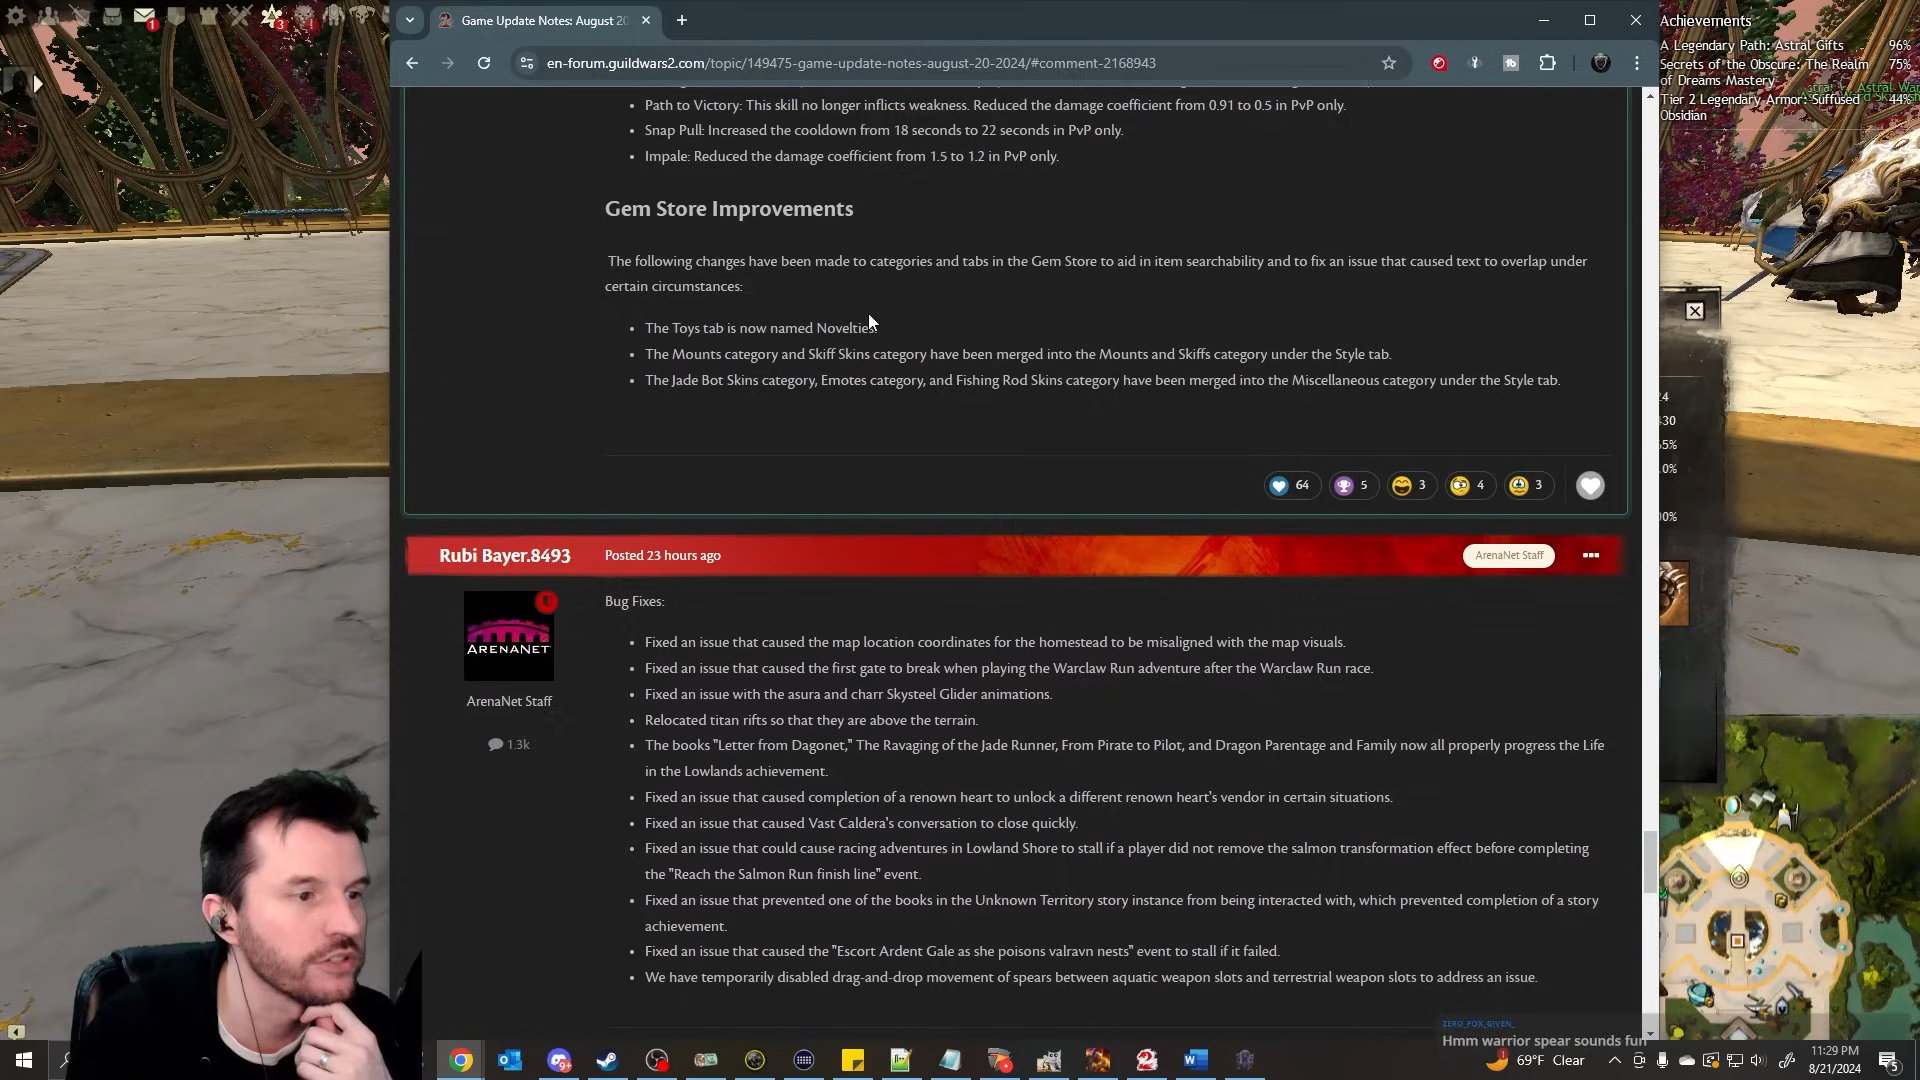 Game Update Notes: August 20
Achievements
A Legendary Path: Astral Gifts 96%
Secrets of the Obscure: The Realm of Dreams Mastery 75%
Tier 2 Legendary Armor: Suffused Obsidian 44%
en-forum.guildwars2.com/topic/149475-game-update-notes-august-20-2024/#comment-2168943
• Path to Victory: This skill no longer inflicts weakness. Reduced the damage coefficient from 0.91 to 0.5 in PvP only.
• Snap Pull: Increased the cooldown from 18 seconds to 22 seconds in PvP only.
• Impale: Reduced the damage coefficient from 1.5 to 1.2 in PvP only.
Gem Store Improvements
The following changes have been made to categories and tabs in the Gem Store to aid in item searchability and to fix an issue that caused text to overlap under
certain circumstances:
• The Toys tab is now named Novelties.
• The Mounts category and Skiff Skins category have been merged into the Mounts and Skiffs category under the Style tab.
• The Jade Bot Skins category, Emotes category, and Fishing Rod Skins category have been merged into the Miscellaneous category under the Style tab.
64 5 3 4 3
Rubi Bayer.8493 Posted 23 hours ago ArenaNet Staff
ARENANET
ArenaNet Staff
1.3k
Bug Fixes:
• Fixed an issue that caused the map location coordinates for the homestead to be misaligned with the map visuals.
• Fixed an issue that caused the first gate to break when playing the Warclaw Run adventure after the Warclaw Run race.
• Fixed an issue with the asura and charr Skysteel Glider animations.
• Relocated titan rifts so that they are above the terrain.
• The books "Letter from Dagonet," The Ravaging of the Jade Runner, From Pirate to Pilot, and Dragon Parentage and Family now all properly progress the Life
in the Lowlands achievement.
• Fixed an issue that caused completion of a renown heart to unlock a different renown heart's vendor in certain situations.
• Fixed an issue that caused Vast Caldera's conversation to close quickly.
• Fixed an issue that could cause racing adventures in Lowland Shore to stall if a player did not remove the salmon transformation effect before completing
the "Reach the Salmon Run finish line" event.
• Fixed an issue that prevented one of the books in the Unknown Territory story instance from being interacted with, which prevented completion of a story
achievement.
• Fixed an issue that caused the "Escort Ardent Gale as she poisons valravn nests" event to stall if it failed.
• We have temporarily disabled drag-and-drop movement of spears between aquatic weapon slots and terrestrial weapon slots to address an issue.
ZERO_FOX_GIVEN_
Hmm warrior spear sounds fun
69°F Clear
11:29 PM
8/21/2024